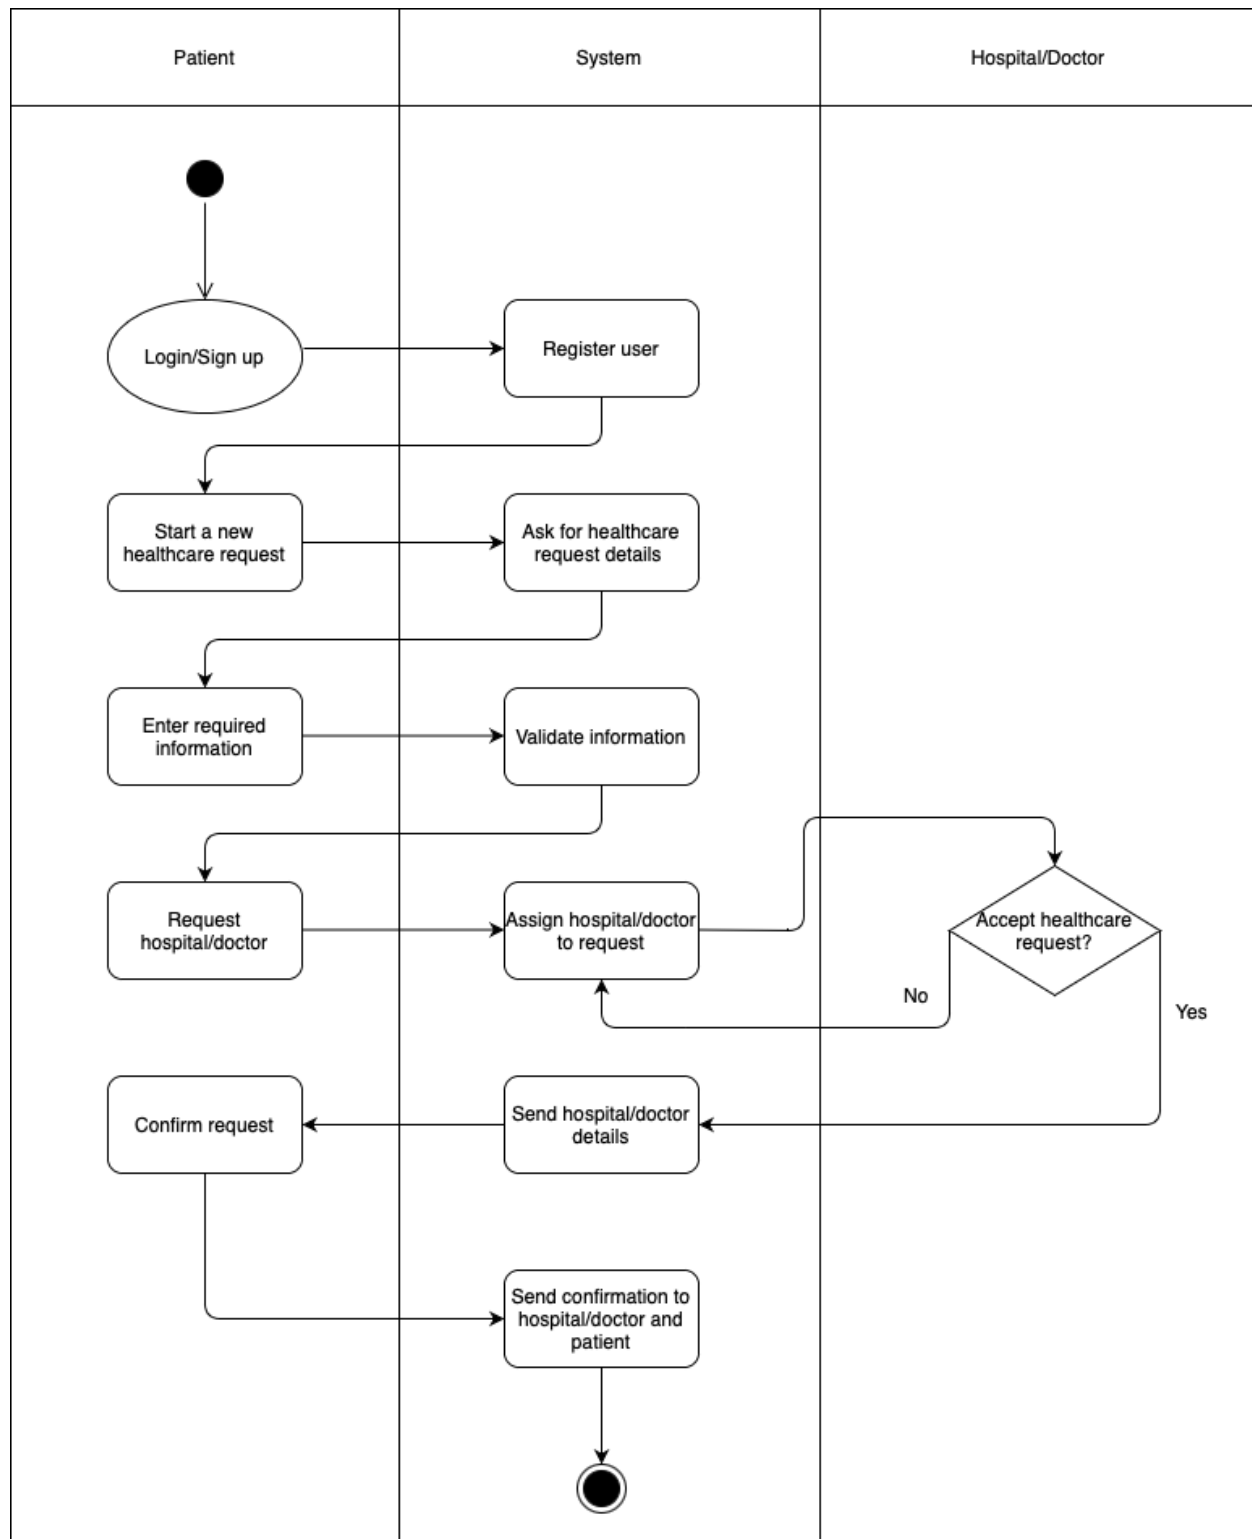 Patient
System
Hospital/Doctor
Login/Sign up
Register user
Start a new
healthcare request
Ask for healthcare
request details
Enter required
information
Validate information
Request
hospital/doctor
Assign hospital/doctor
to request
Accept healthcare
request?
No
Yes
Confirm request
Send hospital/doctor
details
Send confirmation to
hospital/doctor and
patient